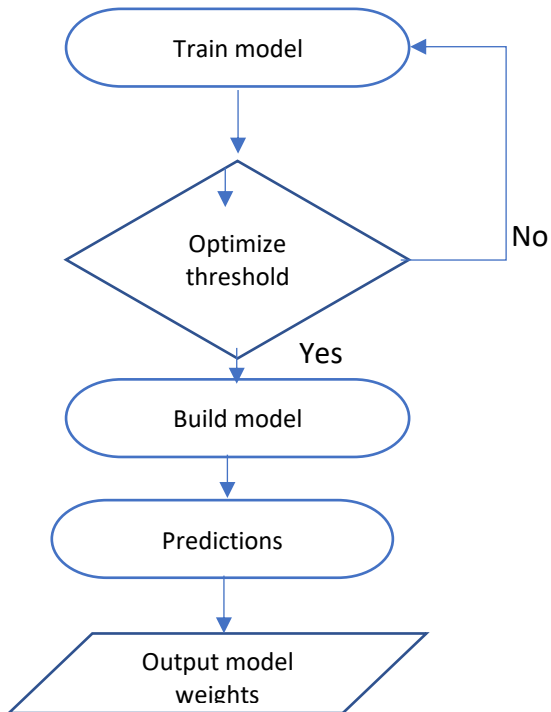 Train model
Optimize
threshold
No
Yes
Build model
Predictions
Output model
weights